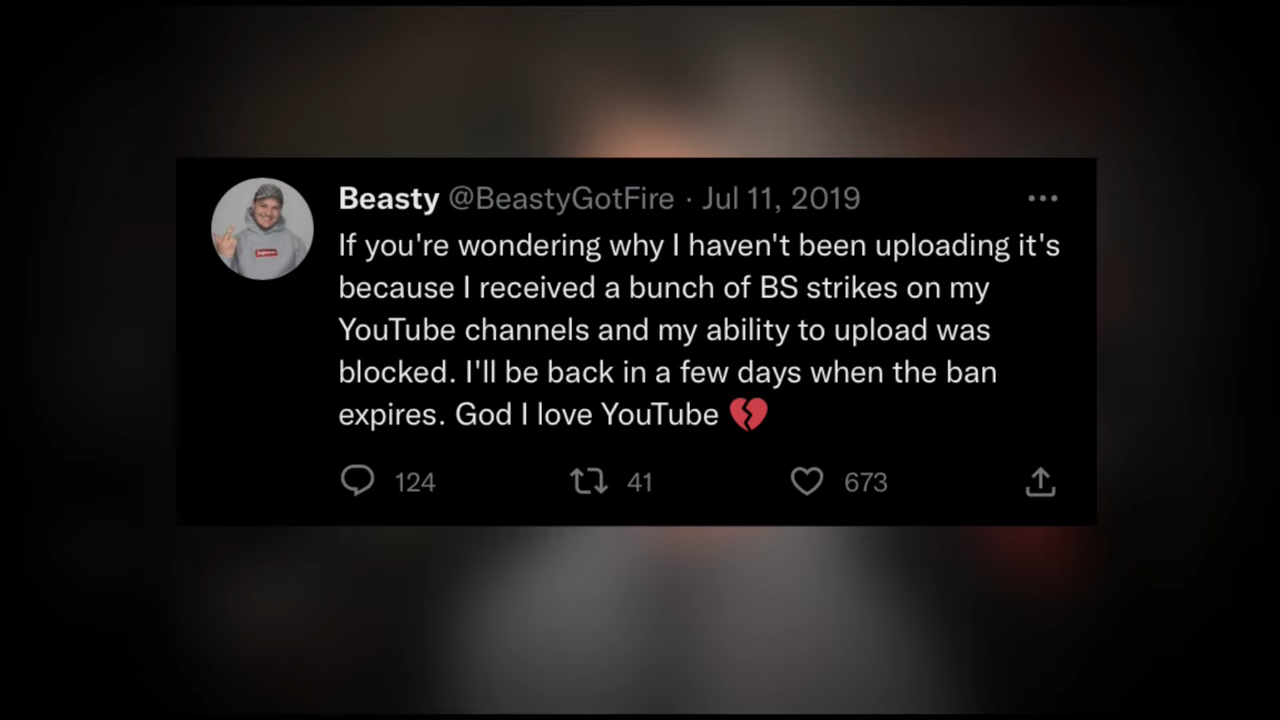 Beasty @BeastyGotFire · Jul 11, 2019
If you're wondering why I haven't been uploading it's
because I received a bunch of BS strikes on my
YouTube channels and my ability to upload was
blocked. I'll be back in a few days when the ban
expires. God I love YouTube 💔
124 41 673